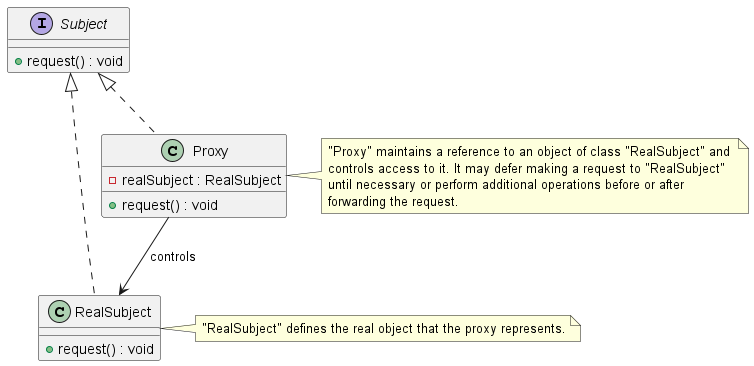 I Subject
request() : void
C Proxy
realSubject : RealSubject
request() : void
"Proxy" maintains a reference to an object of class "RealSubject" and
controls access to it. It may defer making a request to "RealSubject"
until necessary or perform additional operations before or after
forwarding the request.
controls
C RealSubject
request() : void
"RealSubject" defines the real object that the proxy represents.